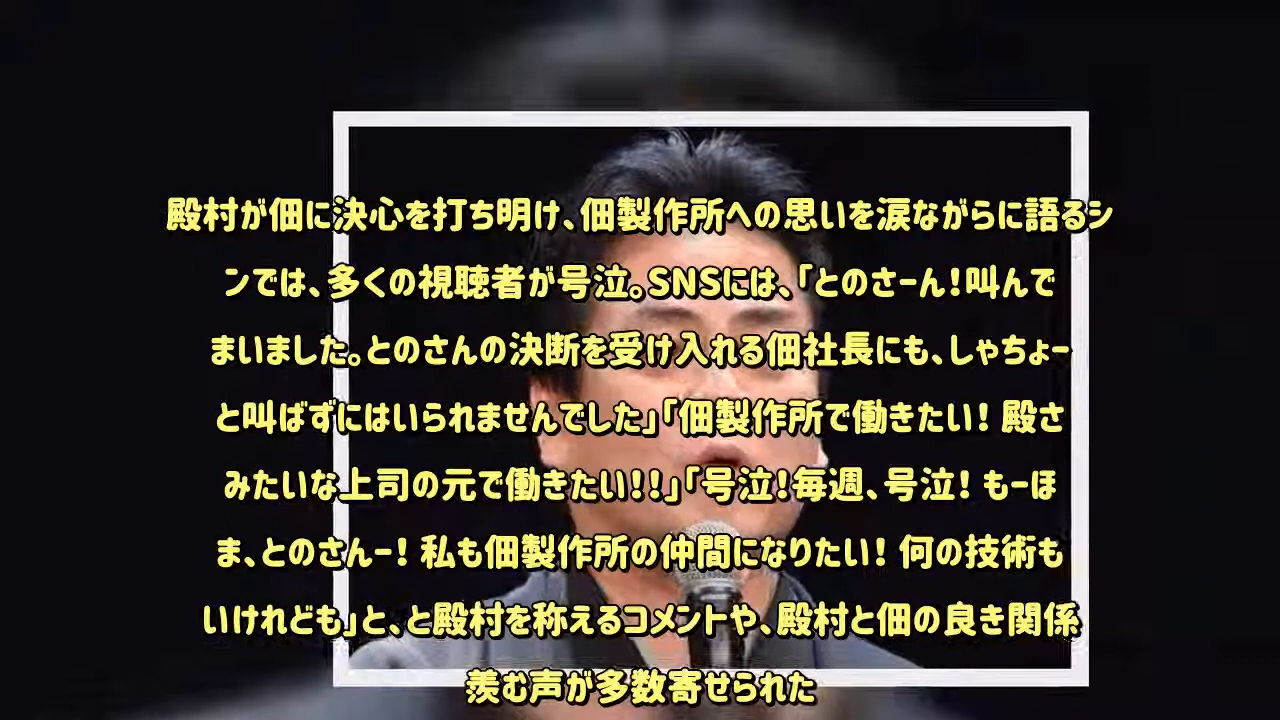 殿村が佃に決心を打ち明け、佃製作所への思いを涙ながらに語るシ
ンでは、多くの視聴者が号泣。SNSには、「とのさーん!叫んで
まいました。とのさんの決断を受け入れる佃社長にも、しゃちょー
と叫ばずにはいられませんでした」「佃製作所で働きたい! 殿さ
みたいな上司の元で働きたい!!」「号泣!毎週、号泣! もーほ
ま、とのさんー! 私も佃製作所の仲間になりたい! 何の技術も
いけれども」と、と殿村を称えるコメントや、殿村と佃の良き関係
羨む声が多数寄せられた